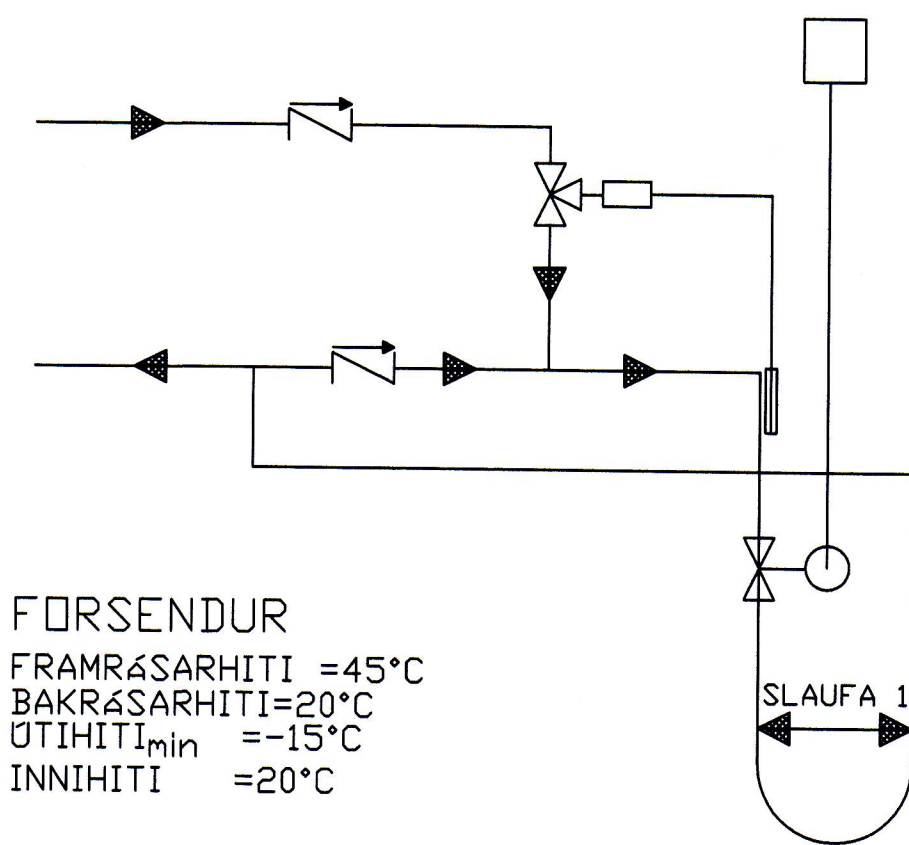 FORSENDUR
FRAMRÁSARHITI =45°C
BAKRÁSARHITI=20°C
ÚTIHITImin =-15°C
INNIHITI =20°C
SLAUFA 1